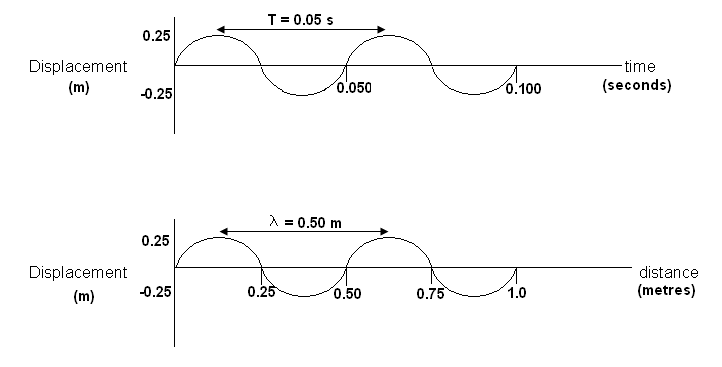 T = 0.05 s
0.25
Displacement
(m)
-0.25
0.050
0.100
time
(seconds)
λ = 0.50 m
0.25
Displacement
(m)
-0.25
0.25
0.50
0.75
1.0
distance
(metres)